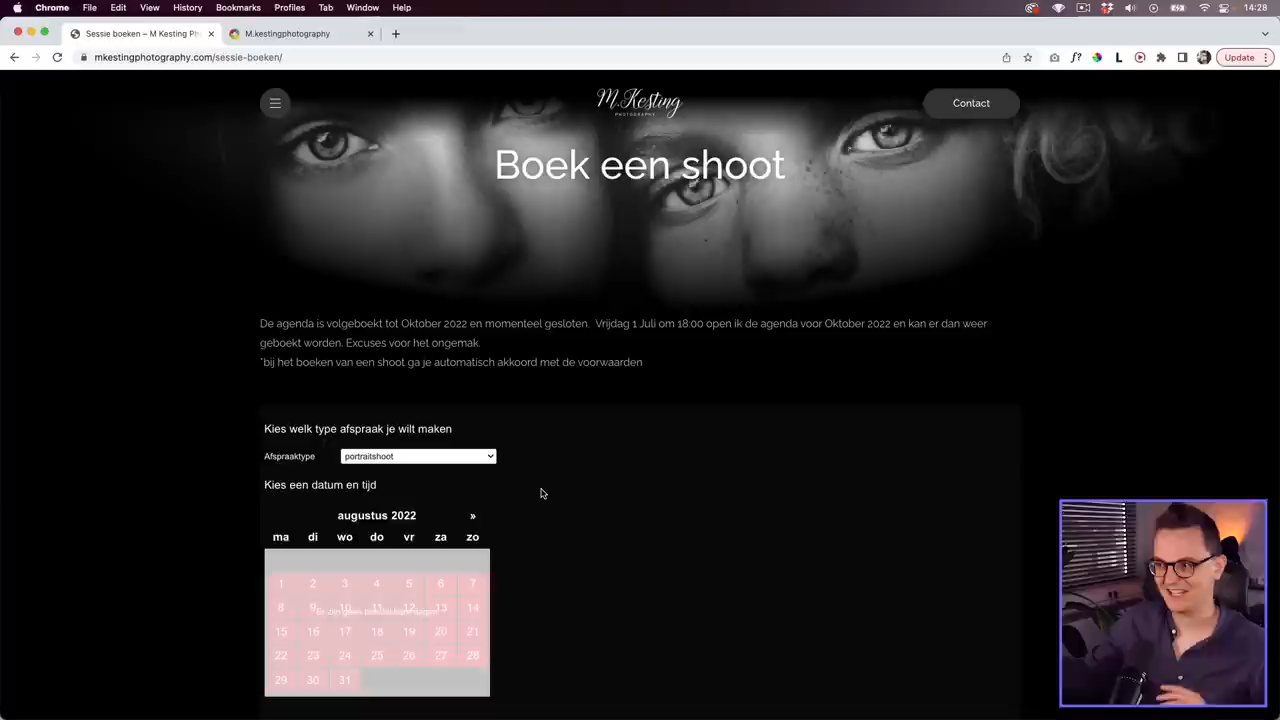 Chrome File Edit View History Bookmarks Profiles Tab Window Help 14:28
Sessie boeken – M Kesting Ph M.kestingphotography
mkestingphotography.com/sessie-boeken/ Update
M.Kesting
PHOTOGRAPHY
Contact
Boek een shoot
De agenda is volgeboekt tot Oktober 2022 en momenteel gesloten. Vrijdag 1 Juli om 18:00 open ik de agenda voor Oktober 2022 en kan er dan weer
geboekt worden. Excuses voor het ongemak.
*bij het boeken van een shoot ga je automatisch akkoord met de voorwaarden
Kies welk type afspraak je wilt maken
Afspraaktype portraitshoot
Kies een datum en tijd
augustus 2022 »
ma di wo do vr za zo
1 2 3 4 5 6 7
8 9 10 11 12 13 14
15 16 17 18 19 20 21
22 23 24 25 26 27 28
29 30 31